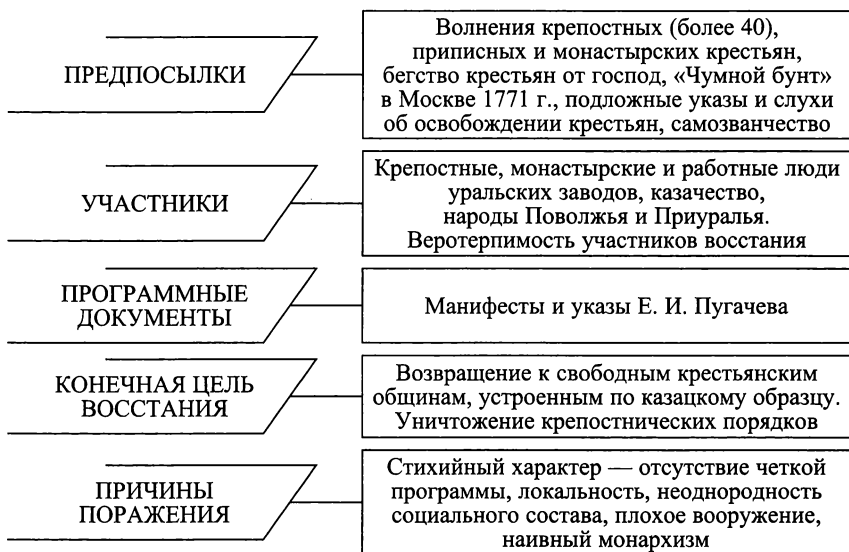 ПРЕДПОСЫЛКИ
Волнения крепостных (более 40),
приписных и монастырских крестьян,
бегство крестьян от господ, «Чумной бунт»
в Москве 1771 г., подложные указы и слухи
об освобождении крестьян, самозванчество
УЧАСТНИКИ
Крепостные, монастырские и работные люди
уральских заводов, казачество,
народы Поволжья и Приуралья.
Веротерпимость участников восстания
ПРОГРАММНЫЕ
ДОКУМЕНТЫ
Манифесты и указы Е. И. Пугачева
КОНЕЧНАЯ ЦЕЛЬ
ВОССТАНИЯ
Возвращение к свободным крестьянским
общинам, устроенным по казацкому образцу.
Уничтожение крепостнических порядков
ПРИЧИНЫ
ПОРАЖЕНИЯ
Стихийный характер — отсутствие четкой
программы, локальность, неоднородность
социального состава, плохое вооружение,
наивный монархизм